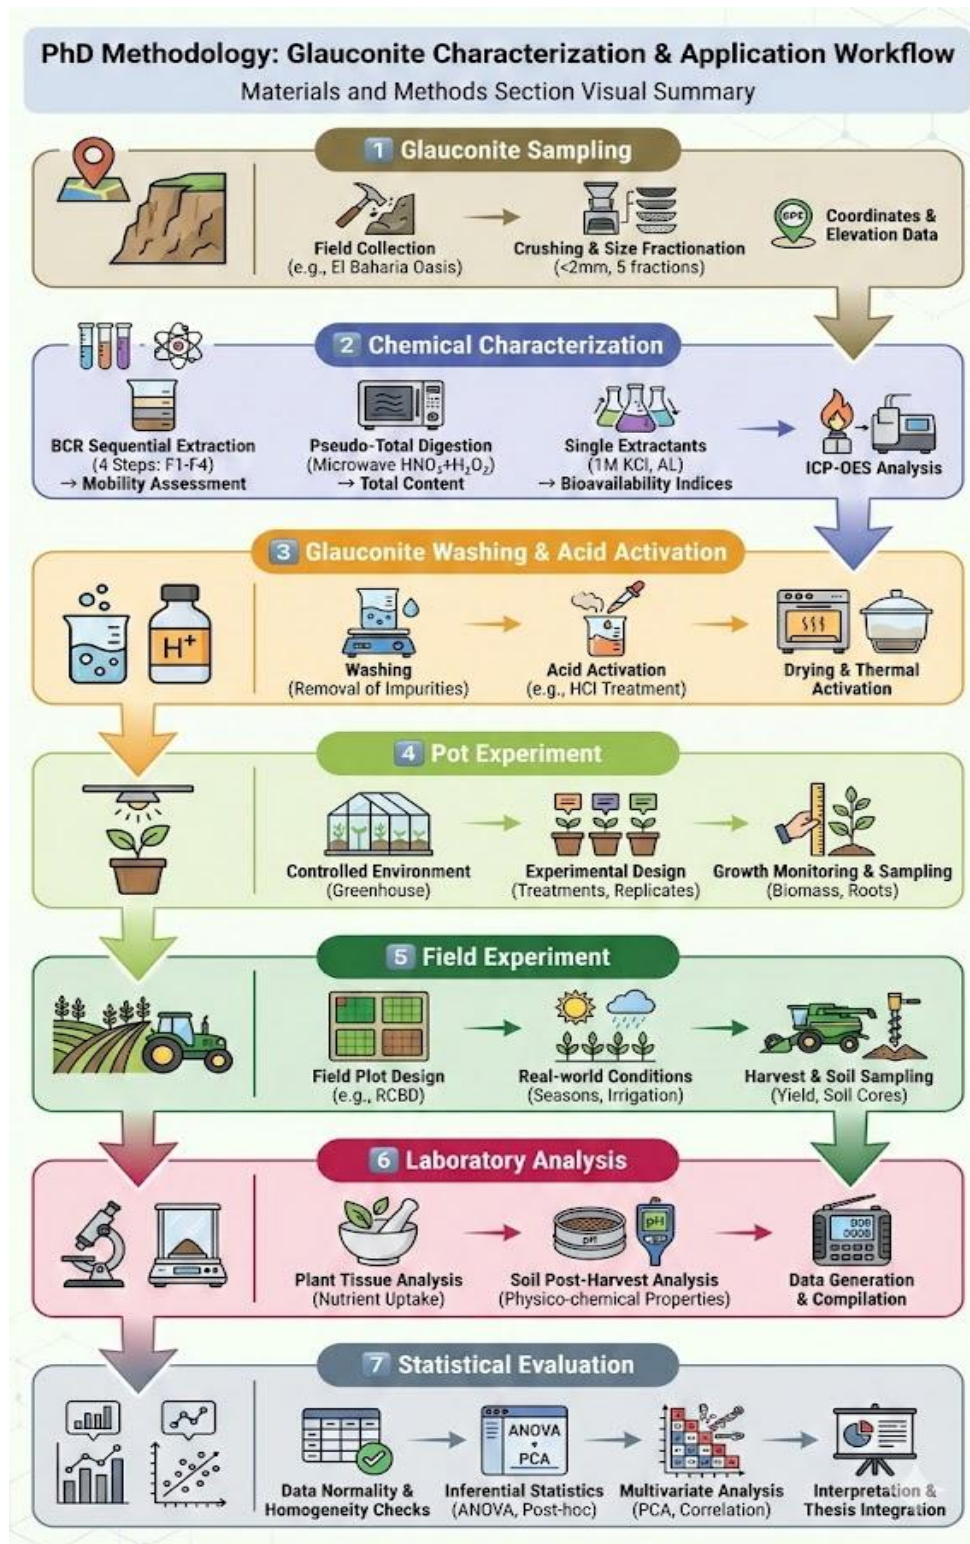 PhD Methodology: Glauconite Characterization & Application Workflow
Materials and Methods Section Visual Summary
1 Glauconite Sampling
Field Collection
(e.g., El Baharia Oasis)
Crushing & Size Fractionation
(<2mm, 5 fractions)
Coordinates &
Elevation Data
2 Chemical Characterization
BCR Sequential Extraction
(4 Steps: F1-F4)
→ Mobility Assessment
Pseudo-Total Digestion
(Microwave HNO₃+H₂O₂)
→ Total Content
Single Extractants
(1M KCl, AL)
→ Bioavailability Indices
ICP-OES Analysis
3 Glauconite Washing & Acid Activation
H⁺
Washing
(Removal of Impurities)
Acid Activation
(e.g., HCl Treatment)
Drying & Thermal
Activation
4 Pot Experiment
Controlled Environment
(Greenhouse)
Experimental Design
(Treatments, Replicates)
Growth Monitoring & Sampling
(Biomass, Roots)
5 Field Experiment
Field Plot Design
(e.g., RCBD)
Real-world Conditions
(Seasons, Irrigation)
Harvest & Soil Sampling
(Yield, Soil Cores)
6 Laboratory Analysis
Plant Tissue Analysis
(Nutrient Uptake)
pH
pH
Soil Post-Harvest Analysis
(Physico-chemical Properties)
Data Generation
& Compilation
7 Statistical Evaluation
Data Normality &
Homogeneity Checks
ANOVA
PCA
Inferential Statistics
(ANOVA, Post-hoc)
Multivariate Analysis
(PCA, Correlation)
Interpretation &
Thesis Integration